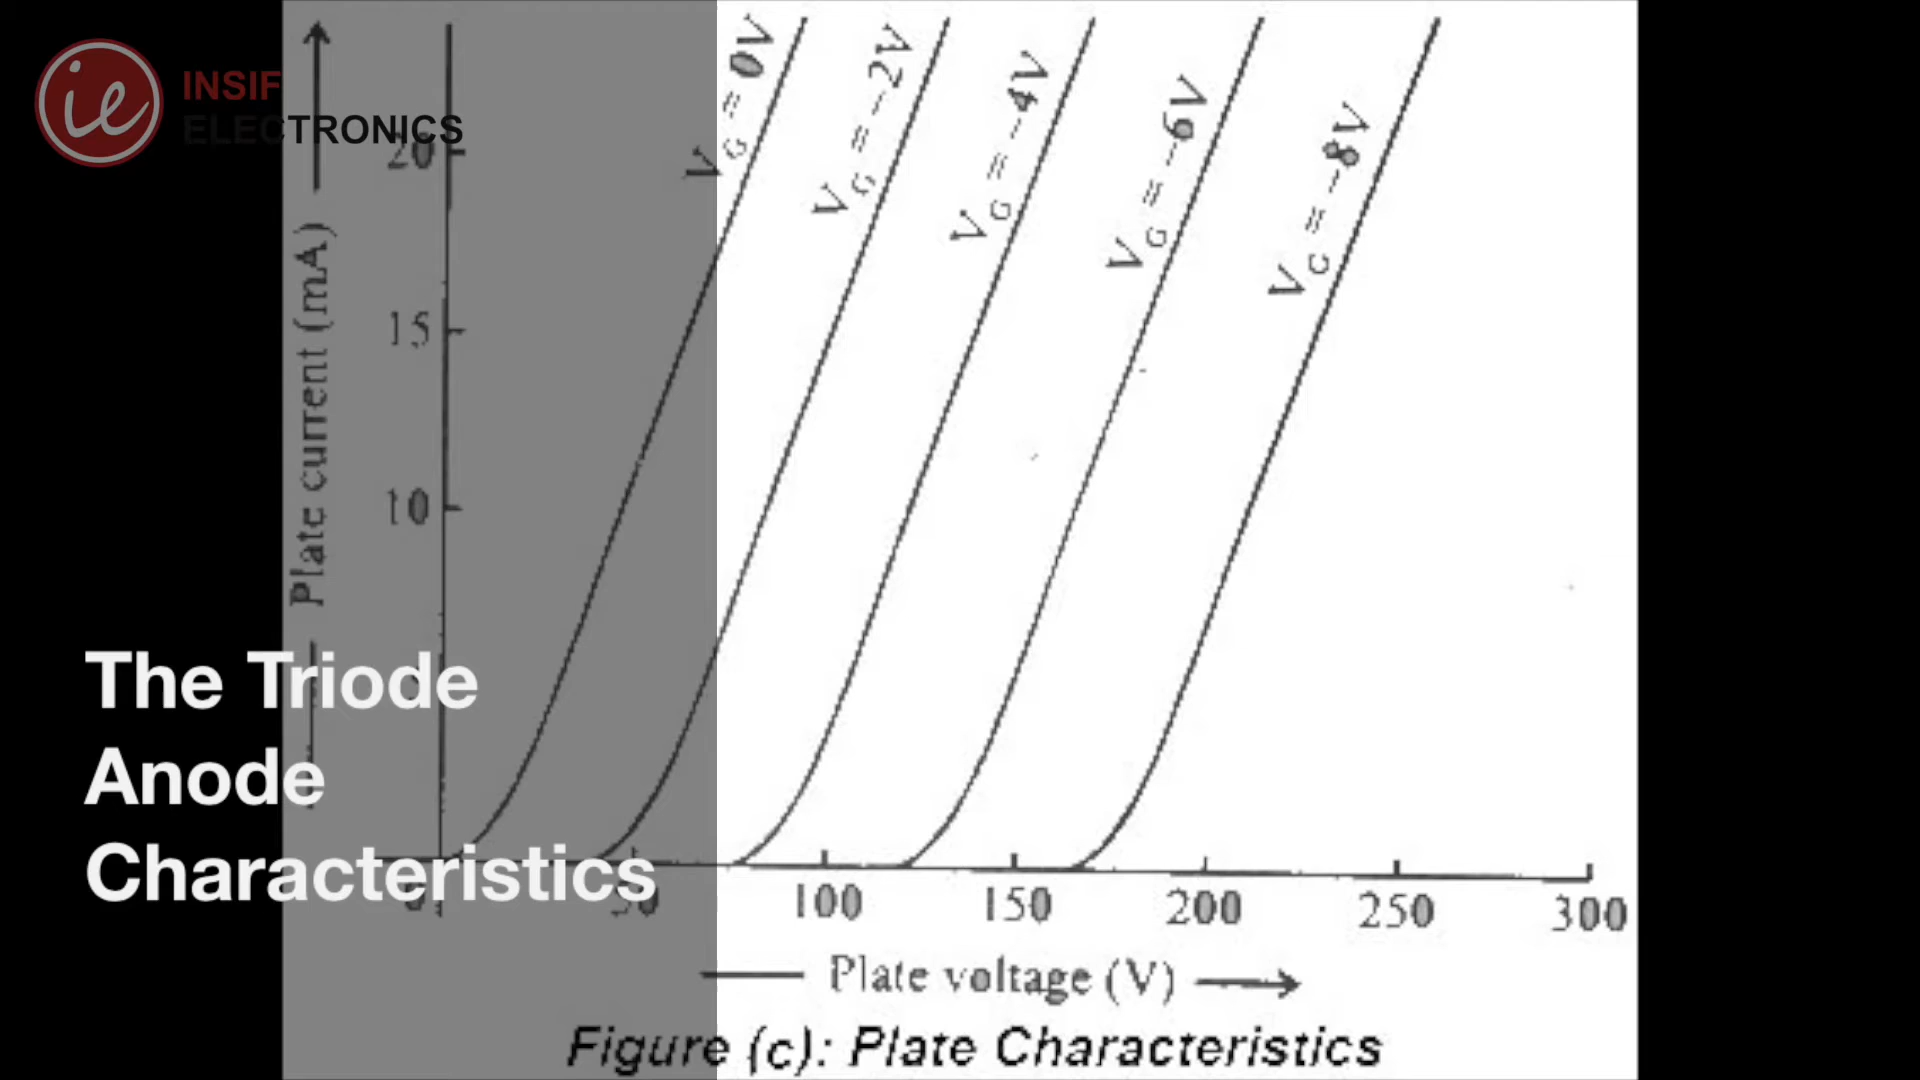 INSIF
ELECTRONICS
20
15
10
Plate current (mA)
V_G = 0V
V_G = -2V
V_G = -4V
V_G = -6V
V_G = -8V
The Triode
Anode
Characteristics
50
100
150
200
250
300
Plate voltage (V)
Figure (c): Plate Characteristics